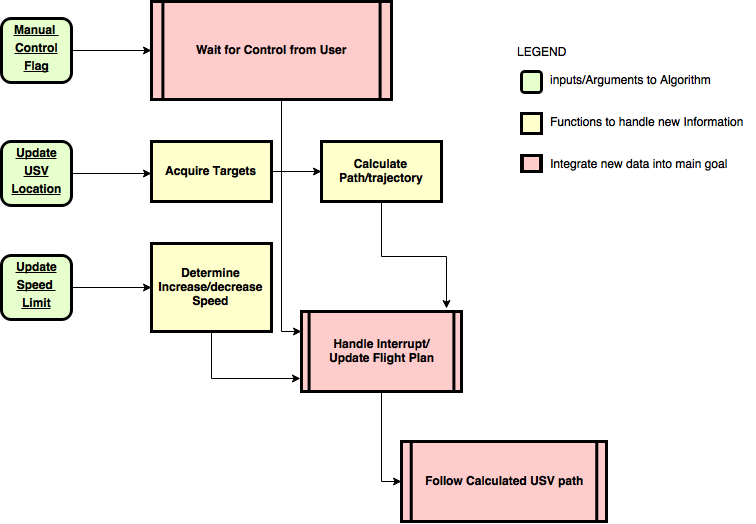 Manual
Control
Flag
Wait for Control from User
LEGEND
inputs/Arguments to Algorithm
Functions to handle new Information
Integrate new data into main goal
Update
USV
Location
Acquire Targets
Calculate
Path/trajectory
Update
Speed
Limit
Determine
Increase/decrease
Speed
Handle Interrupt/
Update Flight Plan
Follow Calculated USV path